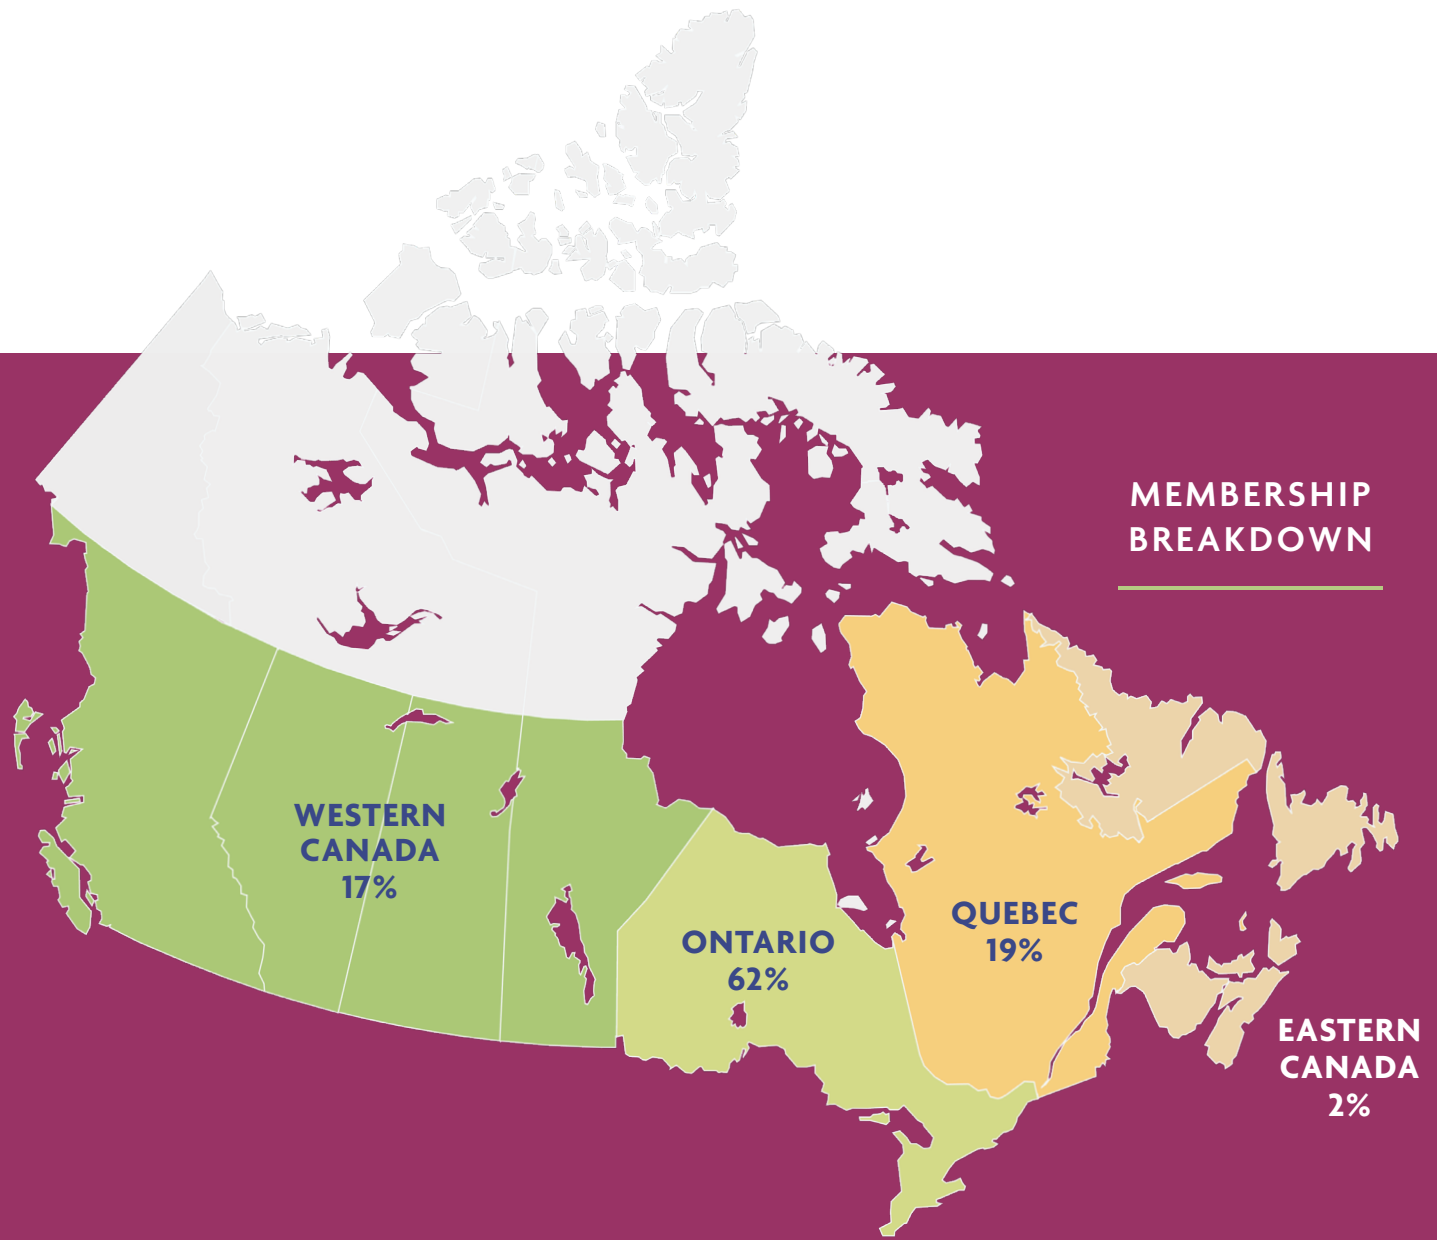 MEMBERSHIP
BREAKDOWN
WESTERN
CANADA
17%
ONTARIO
62%
QUEBEC
19%
EASTERN
CANADA
2%